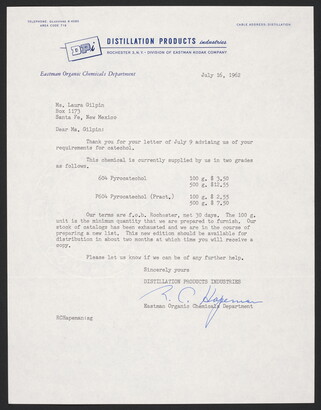 CABLE ADDRESS-DISTILLATION
DPi
DISTILLATION PRODUCTS industries
ROCHESTER 3, N.Y. · DIVISION OF EASTMAN KODAK COMPANY
Eastman Organic Chemicals Department
July 16, 1962
Ms. Laura Gilpin
Box 1173
Santa Fe, New Mexico
Dear Ms. Gilpin:
Thank you for your letter of July 9 advising us of your
requirements for catechol.
This chemical is currently supplied by us in two grades
as follows.
604 Pyrocatechol 100 g. $ 3.50
500 g. $12.55
P604 Pyrocatechol (Pract.) 100 g. $ 2.55
500 g. $ 7.50
Our terms are f.o.b. Rochester, net 30 days. The 100 g.
unit is the minimum quantity that we are prepared to furnish. Our
stock of catalogs has been exhausted and we are in the course of
preparing a new list. This new edition should be available for
distribution in about two months at which time you will receive a
copy.
Please let us know if we can be of any further help.
Sincerely yours
DISTILLATION PRODUCTS INDUSTRIES
R. C. Hapeman
Eastman Organic Chemicals Department
RCHapeman:ag